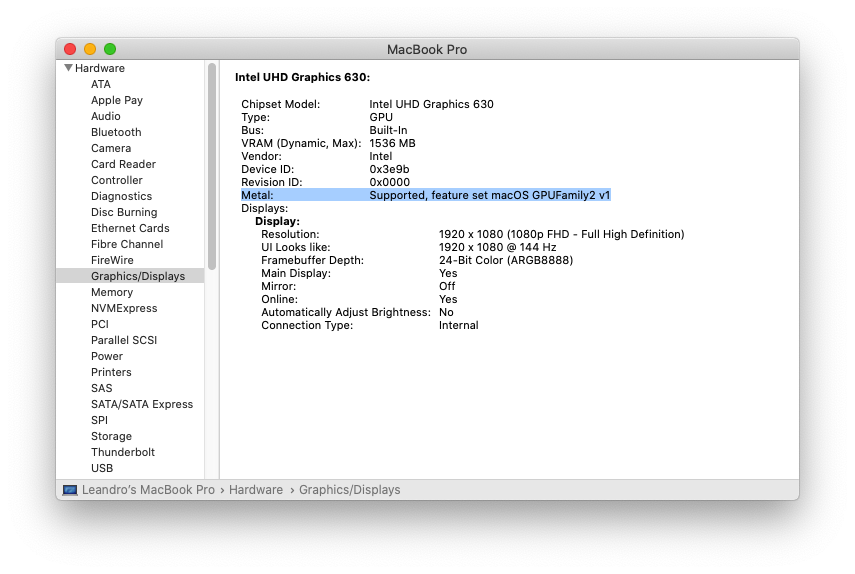 MacBook Pro
Hardware
ATA
Apple Pay
Audio
Bluetooth
Camera
Card Reader
Controller
Diagnostics
Disc Burning
Ethernet Cards
Fibre Channel
FireWire
Graphics/Displays
Memory
NVMExpress
PCI
Parallel SCSI
Power
Printers
SAS
SATA/SATA Express
SPI
Storage
Thunderbolt
USB
Intel UHD Graphics 630:
Chipset Model: Intel UHD Graphics 630
Type: GPU
Bus: Built-In
VRAM (Dynamic, Max): 1536 MB
Vendor: Intel
Device ID: 0x3e9b
Revision ID: 0x0000
Metal: Supported, feature set macOS GPUFamily2 v1
Displays:
Display:
Resolution: 1920 x 1080 (1080p FHD - Full High Definition)
UI Looks like: 1920 x 1080 @ 144 Hz
Framebuffer Depth: 24-Bit Color (ARGB8888)
Main Display: Yes
Mirror: Off
Online: Yes
Automatically Adjust Brightness: No
Connection Type: Internal
Leandro's MacBook Pro › Hardware › Graphics/Displays